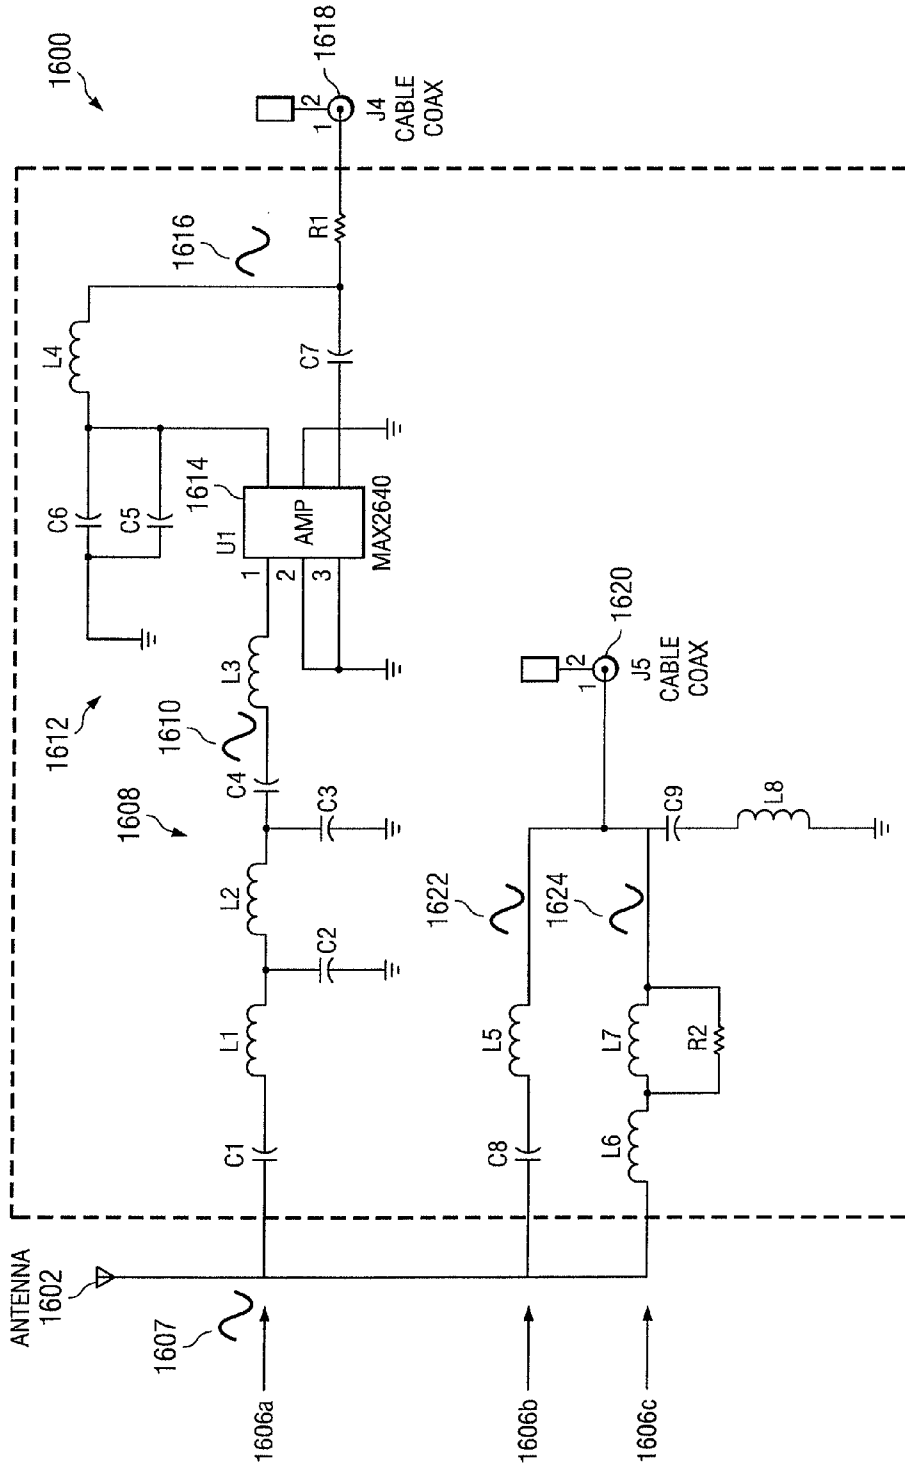 1600
1618
2
1
J4
CABLE
COAX
R1
1616
L4
C7
1614
C6
C5
U1
AMP
MAX2640
1
2
3
1612
L3
1610
C4
1608
C3
L2
C2
L1
C1
1620
2
1
J5
CABLE
COAX
C9
L8
1622
1624
L5
L7
R2
C8
L6
ANTENNA
1602
1607
1606a
1606b
1606c